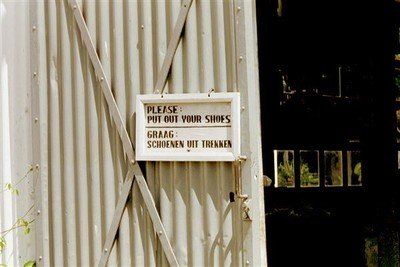 PLEASE:
PUT OUT YOUR SHOES
GRAAG:
SCHOENEN UIT TREKKEN